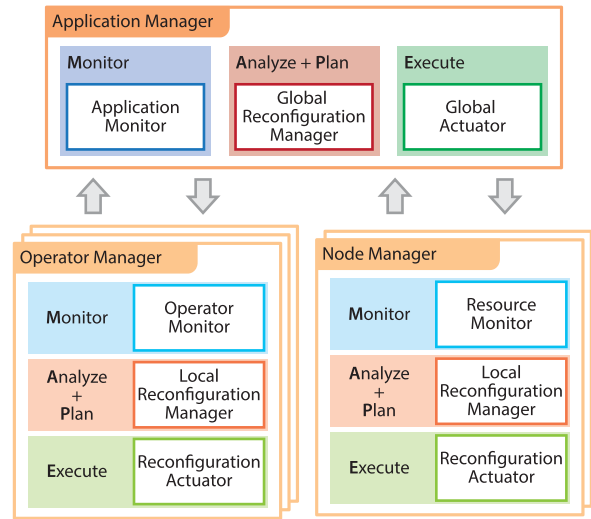 Application Manager
Monitor
Application
Monitor
Analyze + Plan
Global
Reconfiguration
Manager
Execute
Global
Actuator
Operator Manager
Monitor
Operator
Monitor
Analyze
+
Plan
Local
Reconfiguration
Manager
Execute
Reconfiguration
Actuator
Node Manager
Monitor
Resource
Monitor
Analyze
+
Plan
Local
Reconfiguration
Manager
Execute
Reconfiguration
Actuator